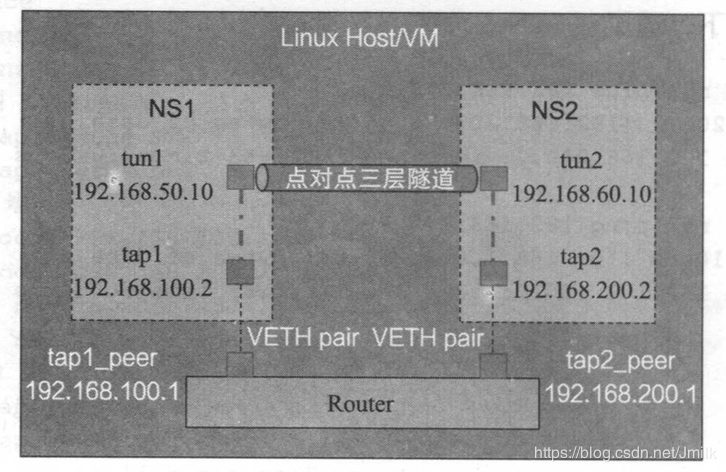 Linux Host/VM
NS1
NS2
tun1
192.168.50.10
点对点三层隧道
tun2
192.168.60.10
tap1
192.168.100.2
tap2
192.168.200.2
VETH pair VETH pair
tap1_peer
192.168.100.1
tap2_peer
192.168.200.1
Router
https://blog.csdn.net/Jmilk